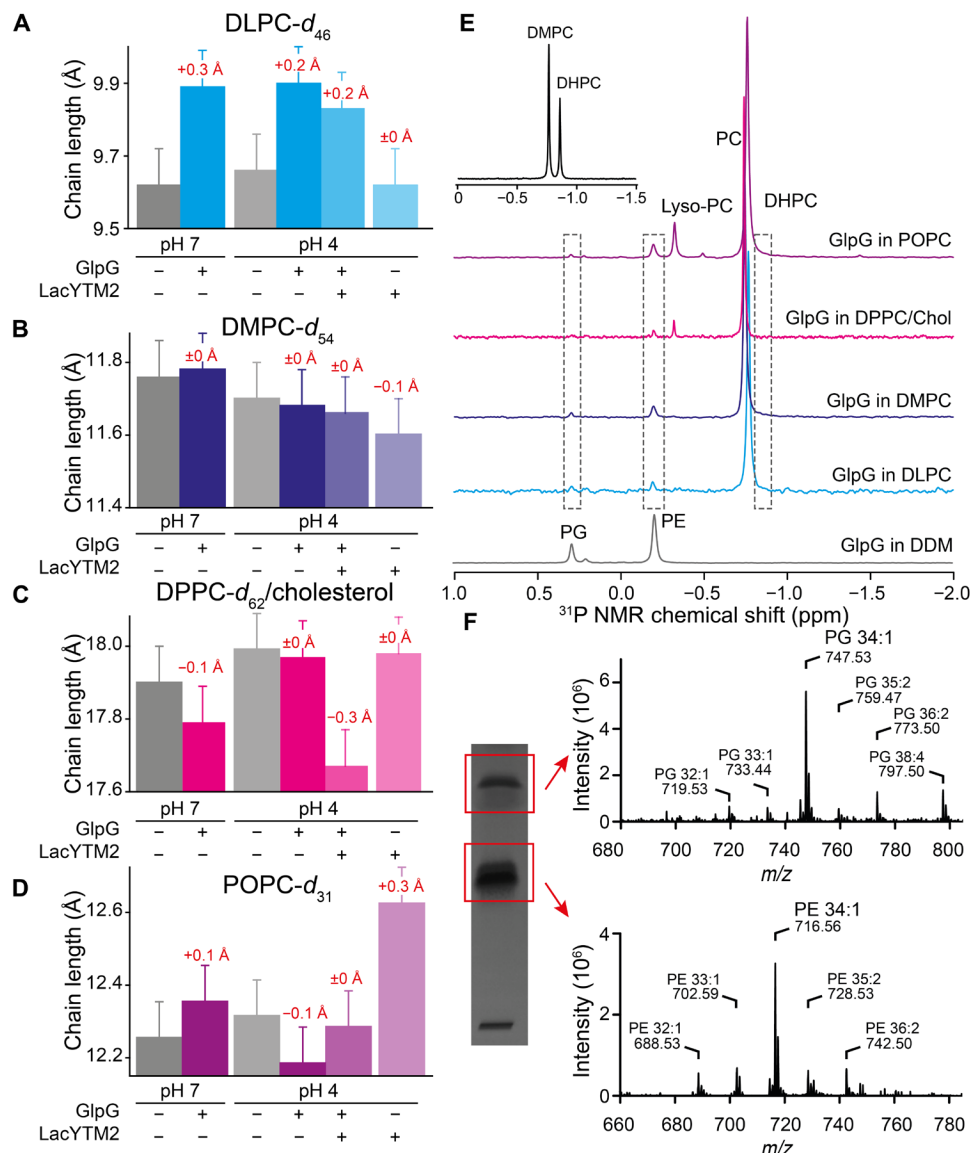 A
DLPC-d46
Chain length (Å)
9.9
9.7
9.5
+0.3 Å
+0.2 Å
+0.2 Å
±0 Å
pH 7
pH 4
GlpG – + – + + –
LacYTM2 – – – – + +
B
DMPC-d54
Chain length (Å)
11.8
11.6
11.4
±0 Å
±0 Å
±0 Å
−0.1 Å
pH 7
pH 4
GlpG – + – + + –
LacYTM2 – – – – + +
C
DPPC-d62/cholesterol
Chain length (Å)
18.0
17.8
17.6
−0.1 Å
±0 Å
−0.3 Å
±0 Å
pH 7
pH 4
GlpG – + – + + –
LacYTM2 – – – – + +
D
POPC-d31
Chain length (Å)
12.6
12.4
12.2
+0.1 Å
−0.1 Å
±0 Å
+0.3 Å
pH 7
pH 4
GlpG – + – + + –
LacYTM2 – – – – + +
E
DMPC
DHPC
0 −0.5 −1.0 −1.5
PC
Lyso-PC
DHPC
GlpG in POPC
GlpG in DPPC/Chol
GlpG in DMPC
GlpG in DLPC
PG
PE
GlpG in DDM
1.0 0.5 0.0 −0.5 −1.0 −1.5 −2.0
31P NMR chemical shift (ppm)
F
PG 34:1
747.53
PG 35:2
759.47
PG 36:2
773.50
PG 33:1
733.44
PG 38:4
797.50
PG 32:1
719.53
Intensity (10⁶)
6
4
2
0
680 700 720 740 760 780 800
m/z
PE 34:1
716.56
PE 33:1
702.59
PE 35:2
728.53
PE 32:1
688.53
PE 36:2
742.50
Intensity (10⁶)
4
2
0
660 680 700 720 740 760 780
m/z